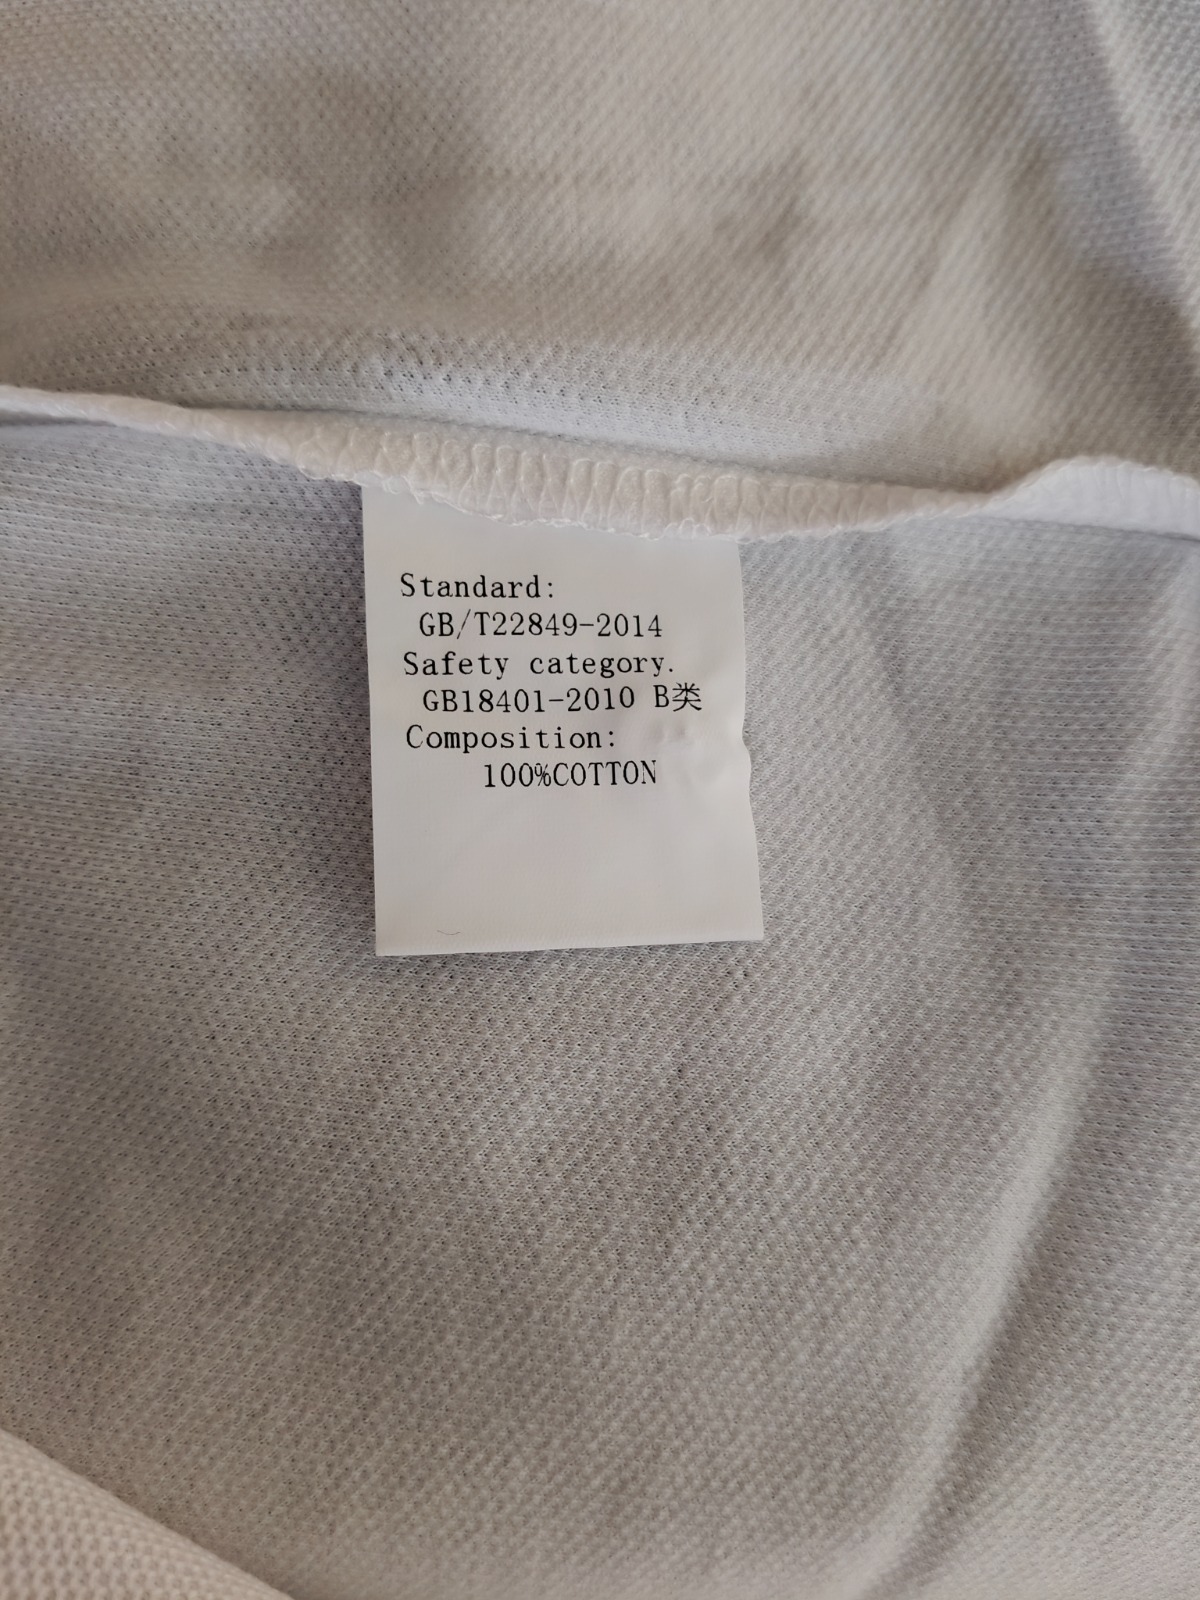 Standard:
GB/T22849-2014
Safety category.
GB18401-2010 B类
Composition:
100%COTTON